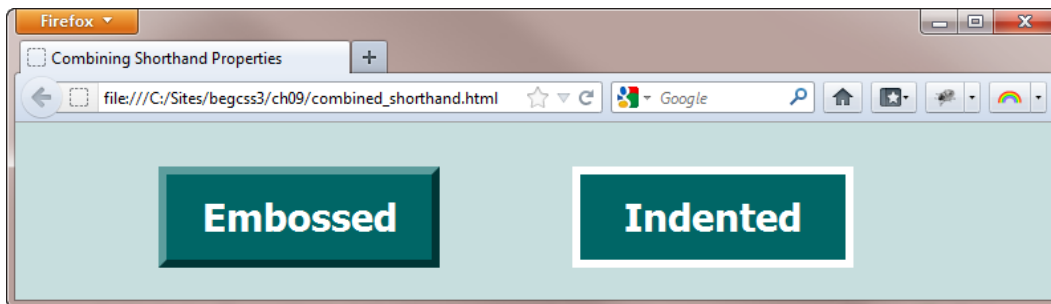 Firefox
Combining Shorthand Properties
file:///C:/Sites/begcss3/ch09/combined_shorthand.html
Google
Embossed
Indented